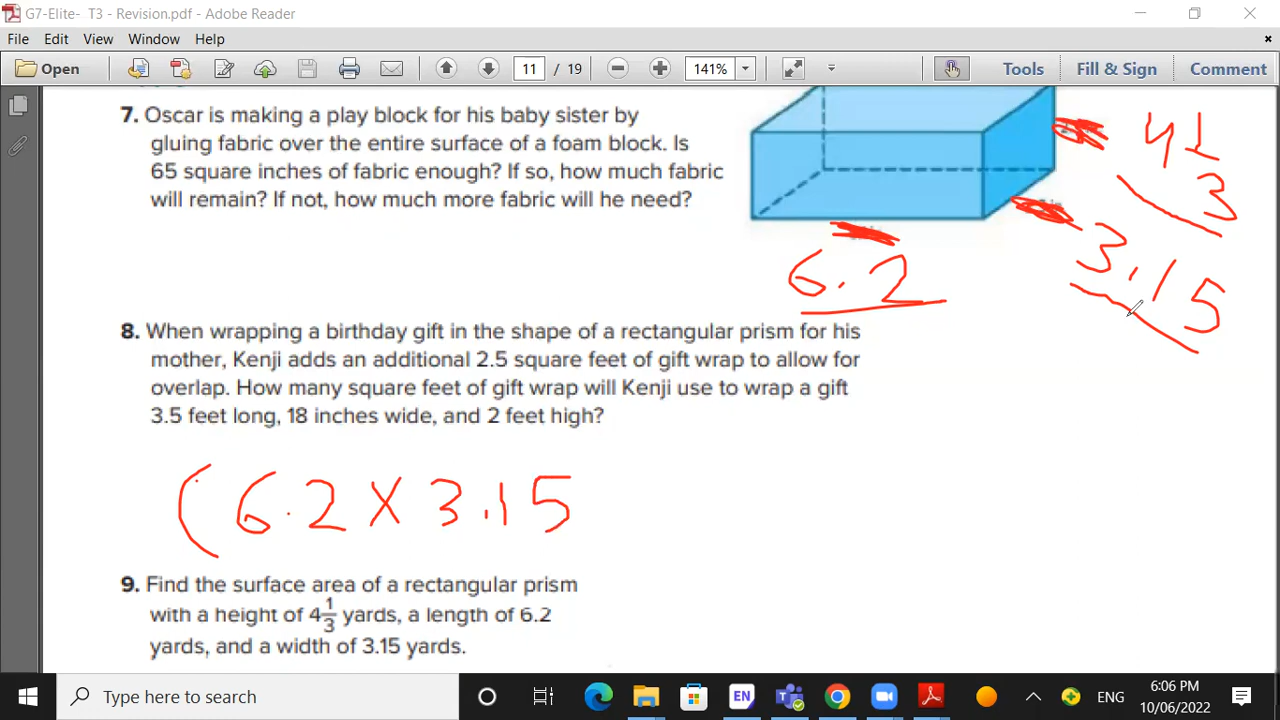 G7-Elite- T3 - Revision.pdf - Adobe Reader
File Edit View Window Help
Open 11 / 19 141% Tools Fill & Sign Comment
7. Oscar is making a play block for his baby sister by
gluing fabric over the entire surface of a foam block. Is
65 square inches of fabric enough? If so, how much fabric
will remain? If not, how much more fabric will he need?
4 1/3
3.15
6.2
8. When wrapping a birthday gift in the shape of a rectangular prism for his
mother, Kenji adds an additional 2.5 square feet of gift wrap to allow for
overlap. How many square feet of gift wrap will Kenji use to wrap a gift
3.5 feet long, 18 inches wide, and 2 feet high?
( 6.2 X 3.15
9. Find the surface area of a rectangular prism
with a height of 4 1/3 yards, a length of 6.2
yards, and a width of 3.15 yards.
Type here to search
EN
ENG
6:06 PM
10/06/2022